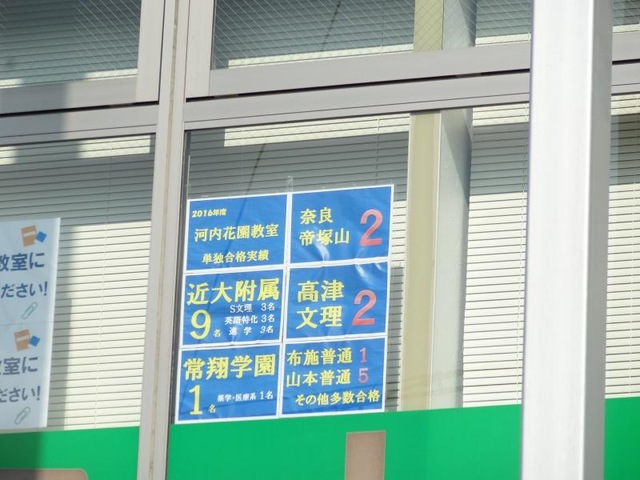 2016年度
河内花園教室
単独合格実績
奈良
帝塚山 2
近大附属
9名
S文理 3名
英語特化 3名
進学 3名
高津
文理 2
常翔学園
1名
薬学・医療系 1名
布施普通 1
山本普通 5
その他多数合格
教室に
ださい!
教室に
ださい!